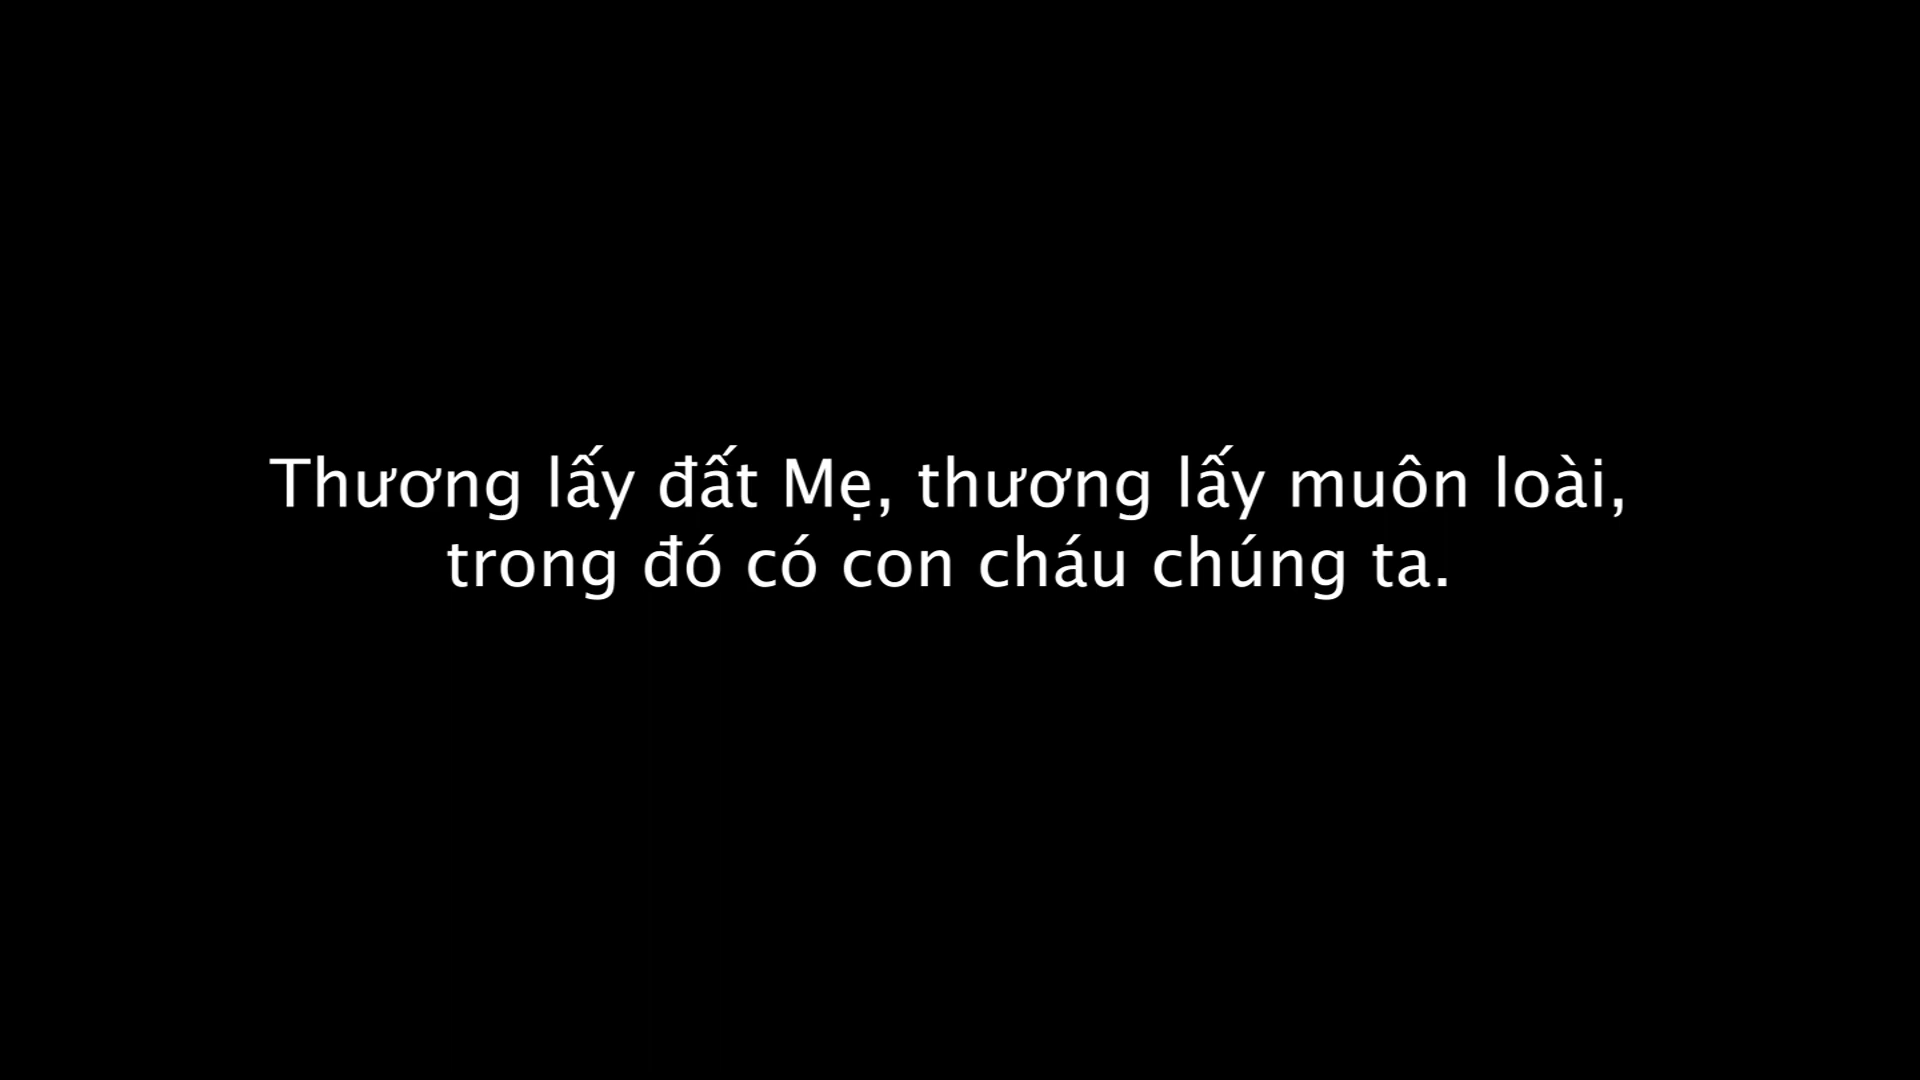 Thương lấy đất Mẹ, thương lấy muôn loài,
trong đó có con cháu chúng ta.